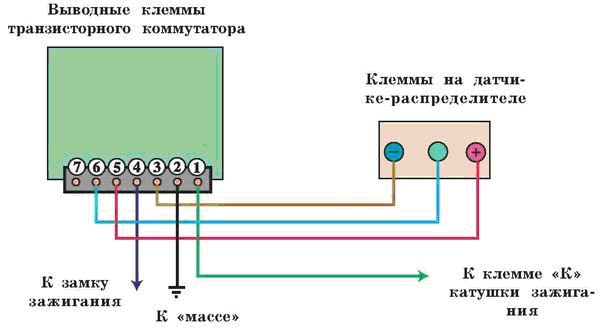 Выводные клеммы
транзисторного коммутатора
Клеммы на датчи-
ке-распределителе
7 6 5 4 3 2 1
− +
К замку
зажигания
К «массе»
К клемме «К»
катушки зажига-
ния